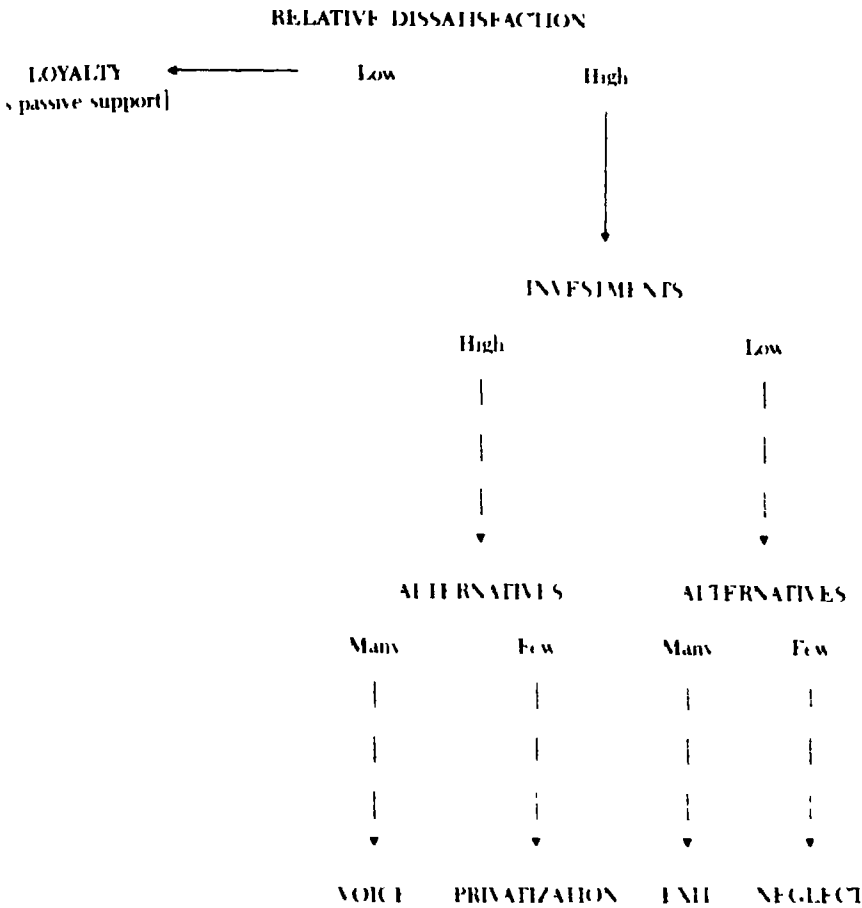 RELATIVE DISSATISFACTION
LOYALTY Low High
s passive support]
INVESTMENTS
High Low
ALTERNATIVES ALTERNATIVES
Many Few Many Few
VOICE PRIVATIZATION EXIT NEGLECT